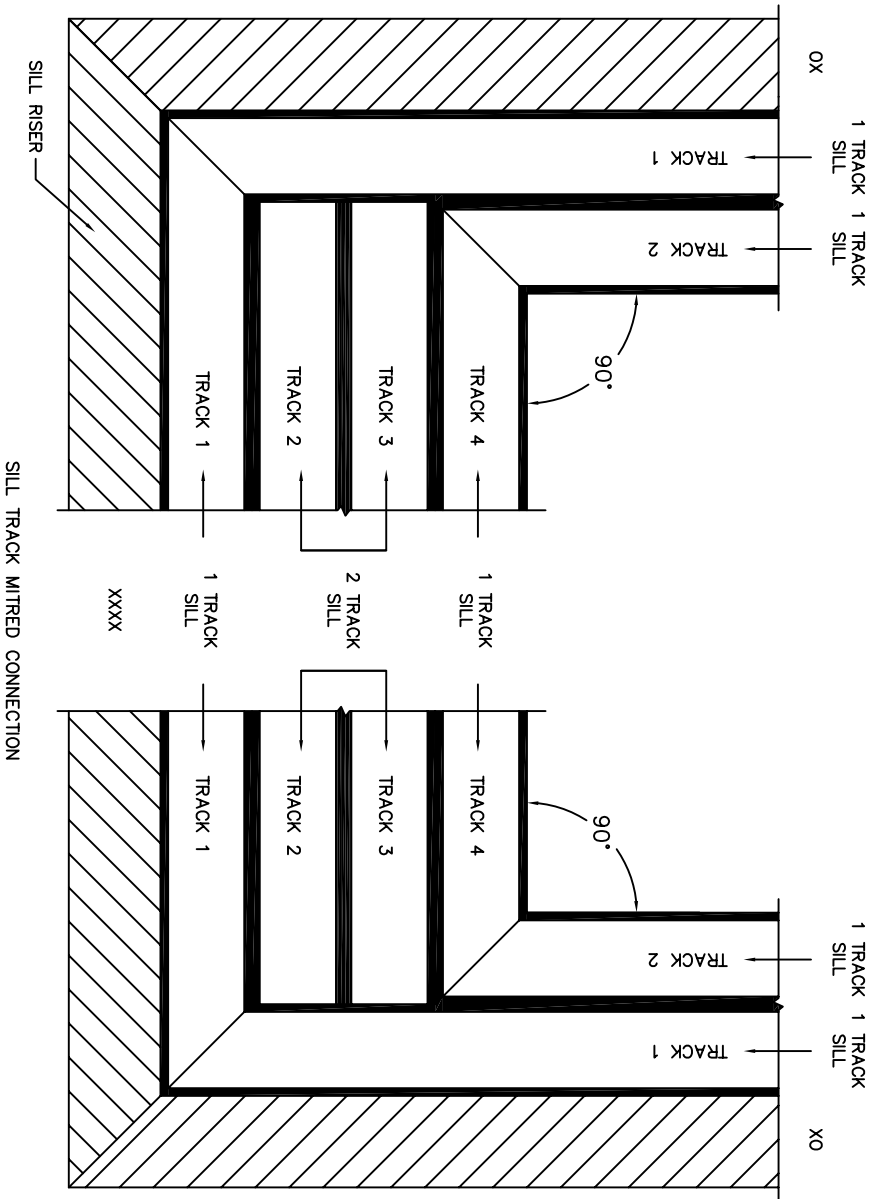 OX
1 TRACK
SILL
1 TRACK
SILL
TRACK 1
TRACK 2
90°
TRACK 1
TRACK 2
TRACK 3
TRACK 4
SILL RISER
XXXX
1 TRACK
SILL
2 TRACK
SILL
1 TRACK
SILL
TRACK 1
TRACK 2
TRACK 3
TRACK 4
90°
1 TRACK
SILL
1 TRACK
SILL
TRACK 2
TRACK 1
XO
SILL TRACK MITRED CONNECTION